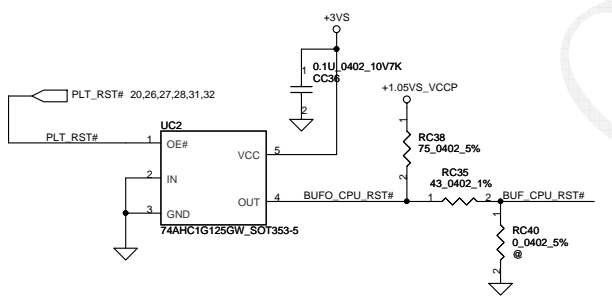 +3VS
1
0.1U_0402_10V7K
CC36
2
+1.05VS_VCCP
PLT_RST# 20,26,27,28,31,32
UC2
1
RC38
75_0402_5%
2
PLT_RST#
1
OE#
VCC
5
RC35
43_0402_1%
2
IN
OUT
4
BUFO_CPU_RST#
1
2
BUF_CPU_RST#
3
GND
74AHC1G125GW_SOT353-5
1
RC40
0_0402_5%
@
2